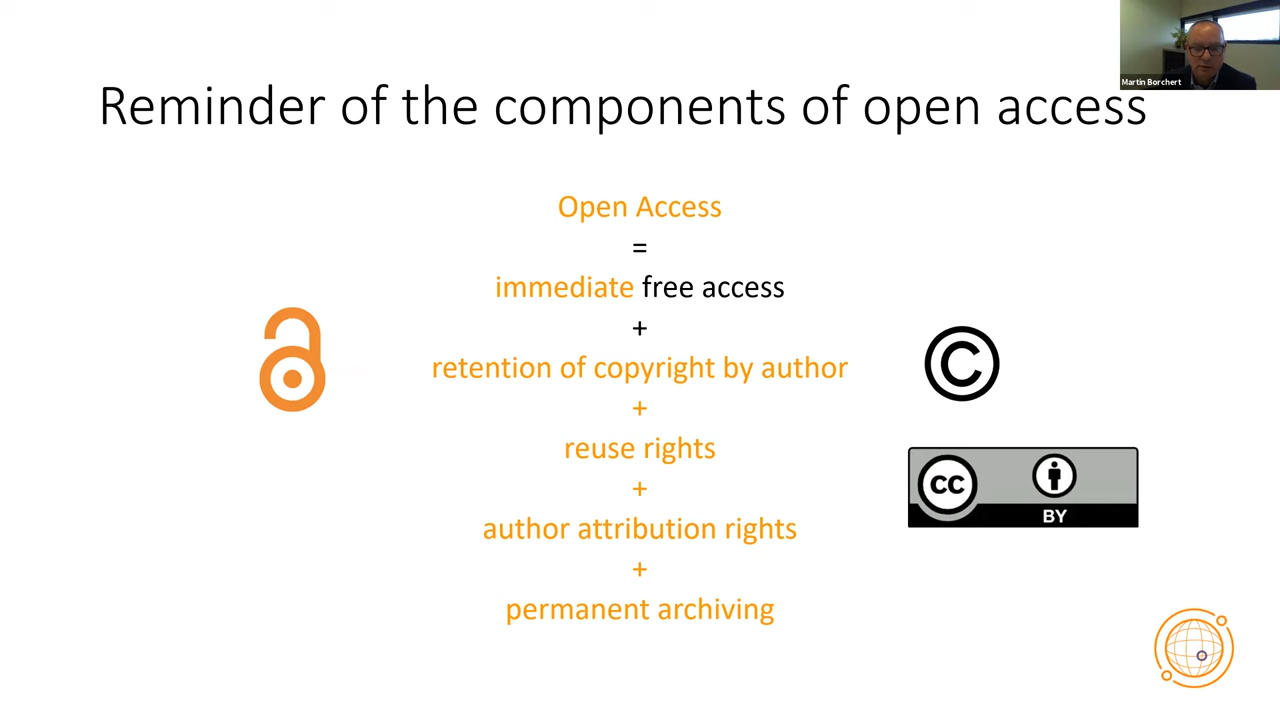 Martin Borchert
Reminder of the components of open access
Open Access
=
immediate free access
+
retention of copyright by author
+
reuse rights
+
author attribution rights
+
permanent archiving
©
CC
BY